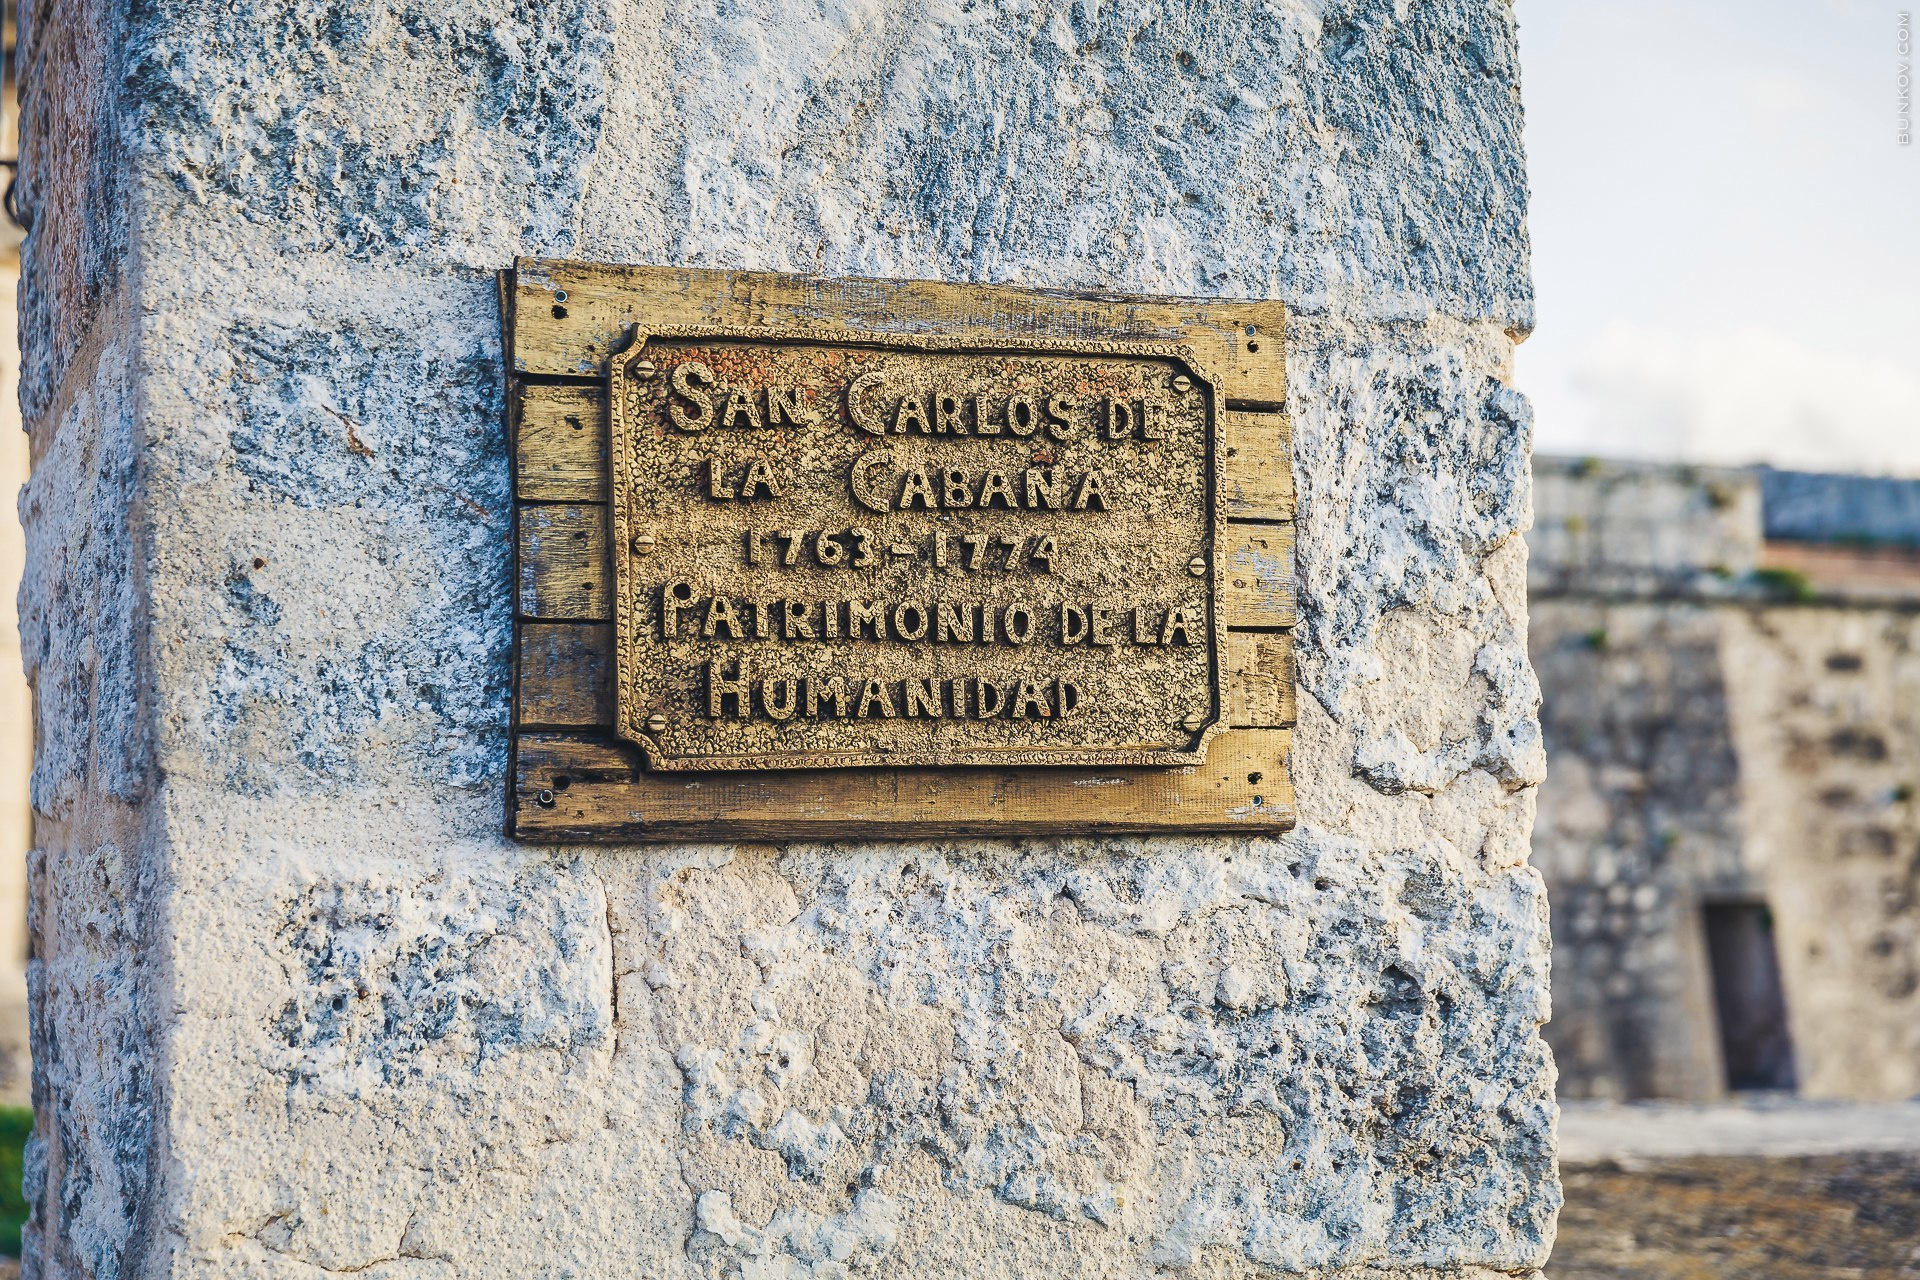 San Carlos de
la Cabaña
1763-1774
Patrimonio de la
Humanidad
BUNKOV.COM